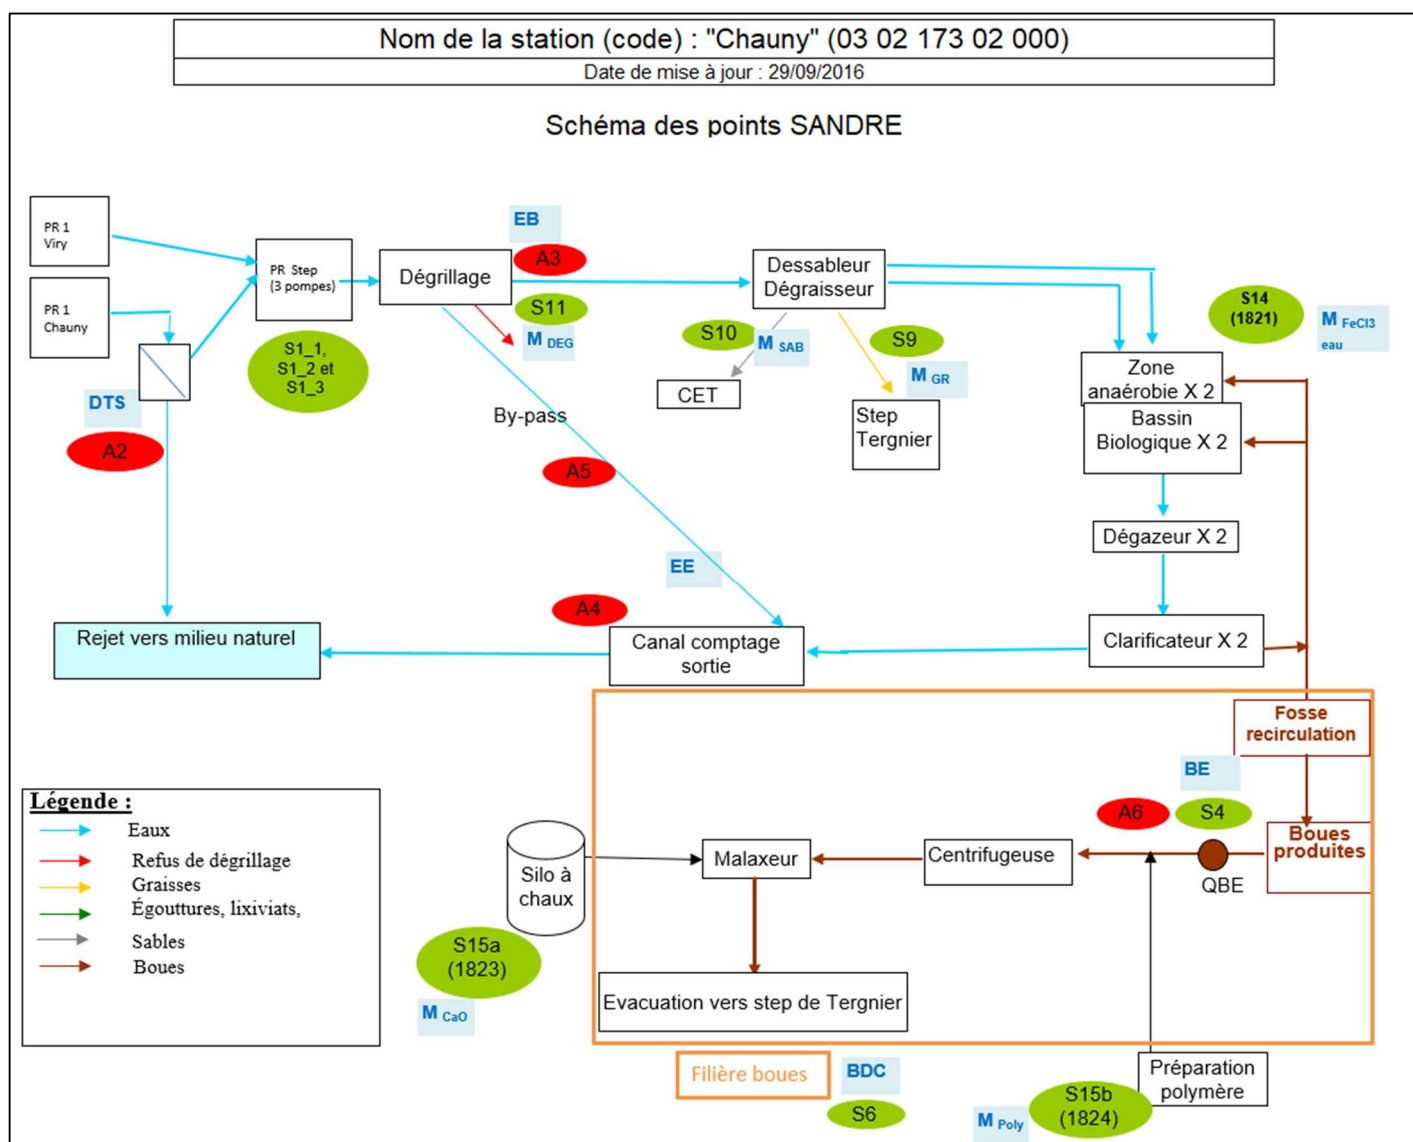 Nom de la station (code) : "Chauny" (03 02 173 02 000)
Date de mise à jour : 29/09/2016
Schéma des points SANDRE
PR 1
Viry
PR 1
Chauny
PR Step
(3 pompes)
S1_1,
S1_2 et
S1_3
DTS
A2
Dégrillage
EB
A3
S11
M DEG
By-pass
A5
Dessableur
Dégraisseur
S10
M SAB
CET
S9
M GR
Step
Tergnier
S14
(1821)
M FeCl3
eau
Zone
anaérobie X 2
Bassin
Biologique X 2
Dégazeur X 2
Clarificateur X 2
EE
A4
Canal comptage
sortie
Rejet vers milieu naturel
Fosse
recirculation
BE
A6
S4
Boues
produites
QBE
Centrifugeuse
Malaxeur
Silo à
chaux
S15a
(1823)
M CaO
Evacuation vers step de Tergnier
Filière boues
BDC
S6
Préparation
polymère
S15b
(1824)
M Poly
Légende :
Eaux
Refus de dégrillage
Graisses
Égouttures, lixiviats,
Sables
Boues